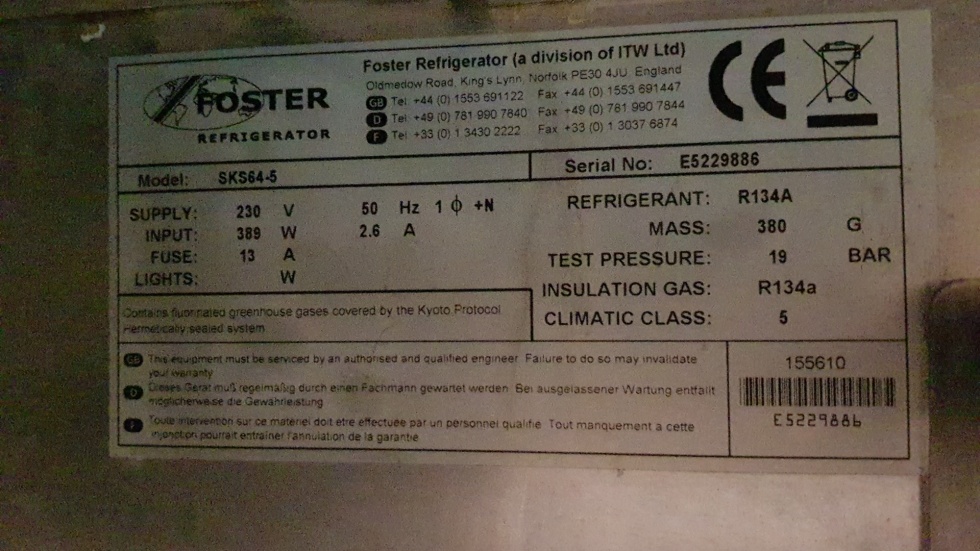 FOSTER
REFRIGERATOR
Foster Refrigerator (a division of ITW Ltd)
Oldmedow Road, King's Lynn, Norfolk PE30 4JU, England
GB Tel +44 (0) 1553 691122 Fax +44 (0) 1553 691447
D Tel +49 (0) 781 990 7840 Fax +49 (0) 781 990 7844
F Tel +33 (0) 1 3430 2222 Fax +33 (0) 1 3037 6874
CE
Model: SKS64-5
Serial No: E5229886
SUPPLY: 230 V 50 Hz 1 ϕ +N
INPUT: 389 W 2.6 A
FUSE: 13 A
LIGHTS: W
REFRIGERANT: R134A
MASS: 380 G
TEST PRESSURE: 19 BAR
INSULATION GAS: R134a
CLIMATIC CLASS: 5
Contains fluorinated greenhouse gases covered by the Kyoto Protocol
Hermetically sealed system
GB This equipment must be serviced by an authorised and qualified engineer. Failure to do so may invalidate
your warranty
D Dieses Gerät muß regelmäßig durch einen Fachmann gewartet werden. Bei ausgelassener Wartung entfällt
möglicherweise die Gewährleistung
F Toute intervention sur ce matériel doit être effectuée par un personnel qualifié. Tout manquement à cette
injonction pourrait entraîner l'annulation de la garantie
155610
E5229886